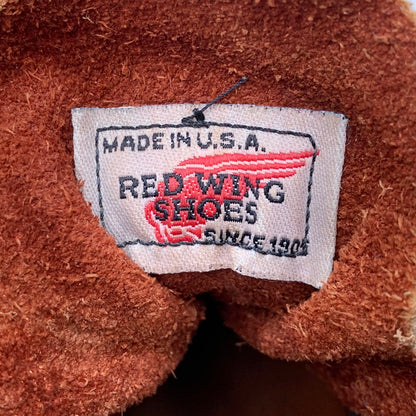 MADE IN U.S.A.
RED WING
SHOES
SINCE 1905